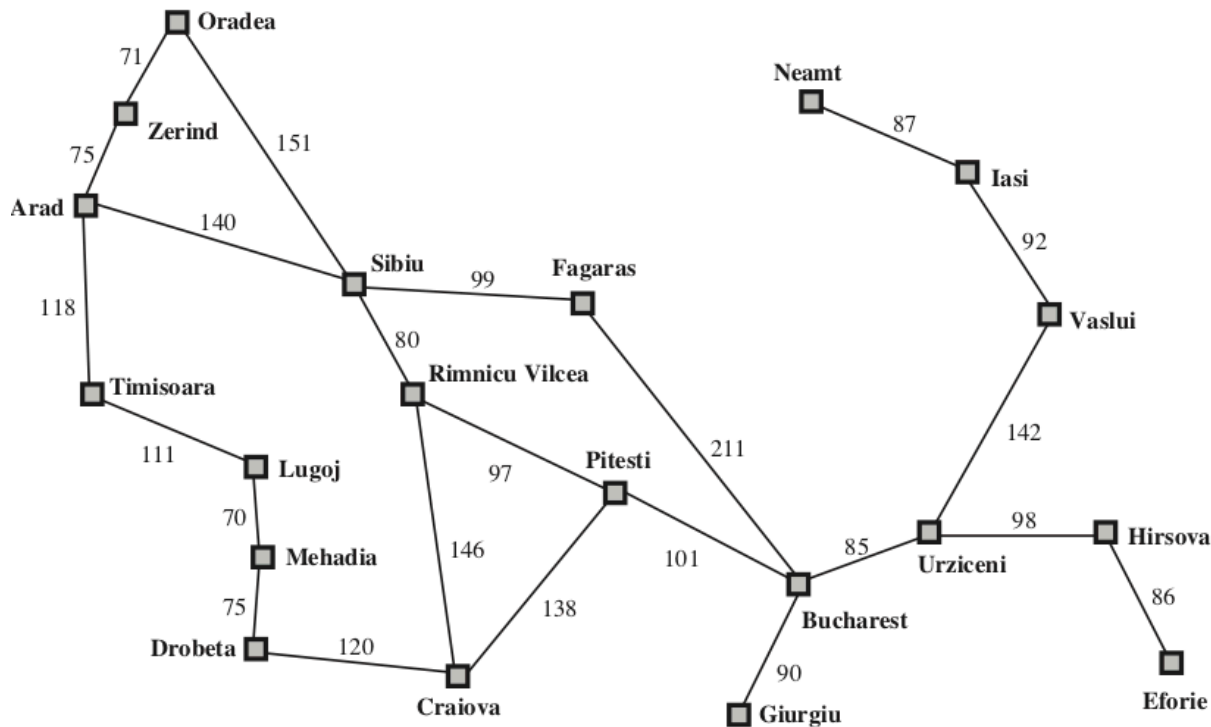 Oradea
71
Neamt
87
Zerind
151
75
Iasi
Arad
140
92
Sibiu
Fagaras
99
118
Vaslui
80
Timisoara
Rimnicu Vilcea
142
211
111
Pitesti
Lugoj
97
70
98
Hirsova
146
85
Mehadia
101
Urziceni
86
75
138
Bucharest
Drobeta
120
90
Craiova
Giurgiu
Eforie